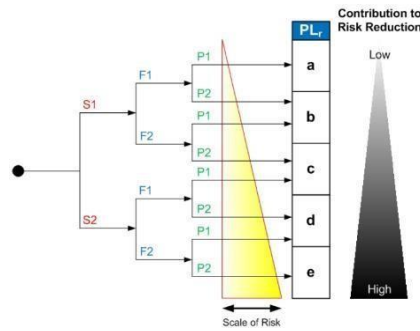 Contribution to
Risk Reduction
PLr
Low
P1
a
F1
P2
S1
P1
b
F2
P2
c
P1
F1
P2
d
S2
P1
F2
P2
e
High
Scale of Risk